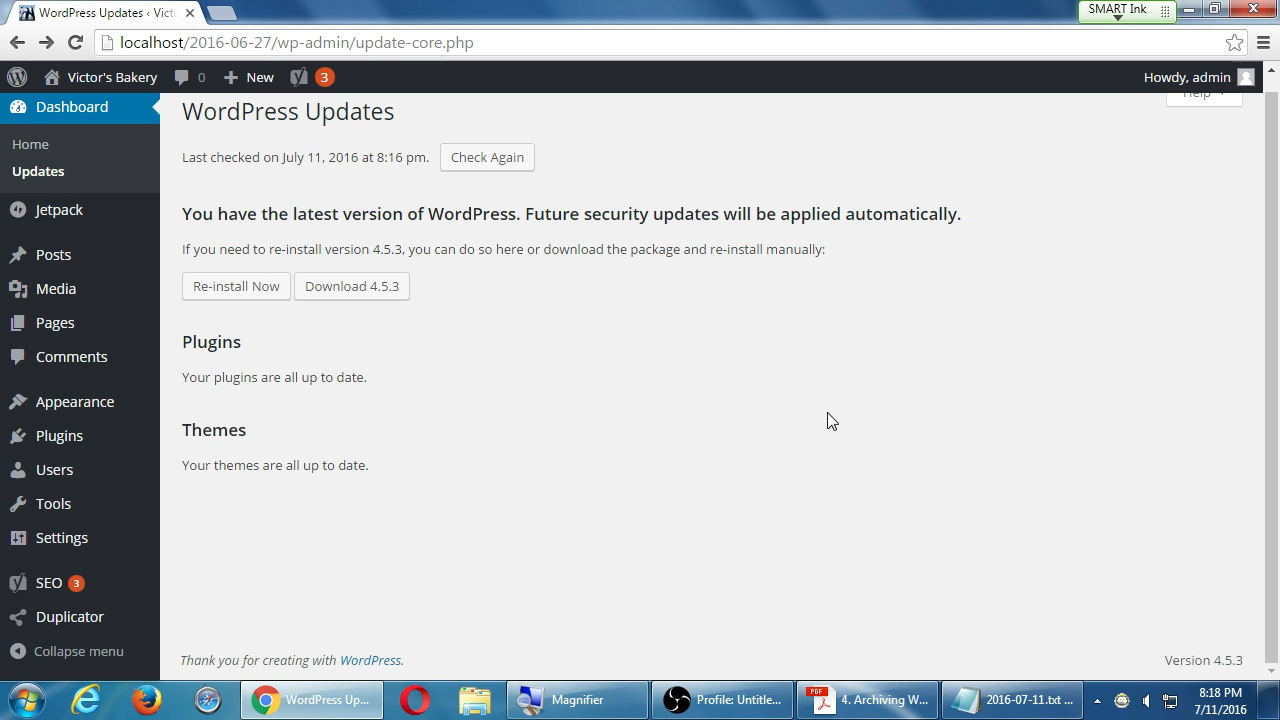 WordPress Updates ‹ Vict
SMART Ink
localhost/2016-06-27/wp-admin/update-core.php
Victor's Bakery
0
New
3
Howdy, admin
Dashboard
Home
Updates
Jetpack
Posts
Media
Pages
Comments
Appearance
Plugins
Users
Tools
Settings
SEO 3
Duplicator
Collapse menu
Help
WordPress Updates
Last checked on July 11, 2016 at 8:16 pm.
Check Again
You have the latest version of WordPress. Future security updates will be applied automatically.
If you need to re-install version 4.5.3, you can do so here or download the package and re-install manually:
Re-install Now
Download 4.5.3
Plugins
Your plugins are all up to date.
Themes
Your themes are all up to date.
Thank you for creating with WordPress.
Version 4.5.3
WordPress Up...
Magnifier
Profile: Untitle...
PDF
4. Archiving W...
2016-07-11.txt ...
8:18 PM
7/11/2016